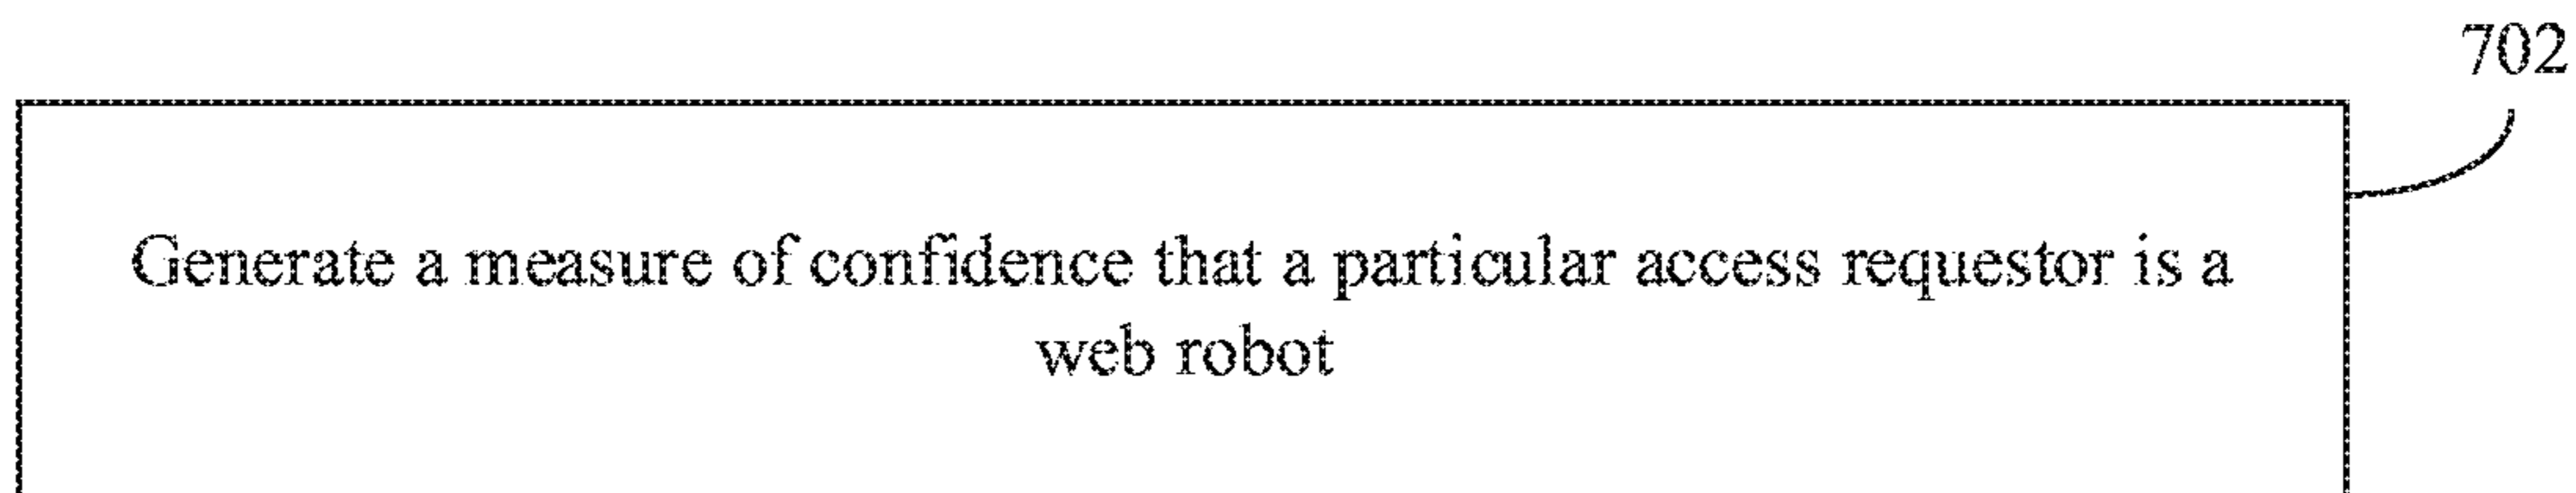 702
Generate a measure of confidence that a particular access requestor is a
web robot